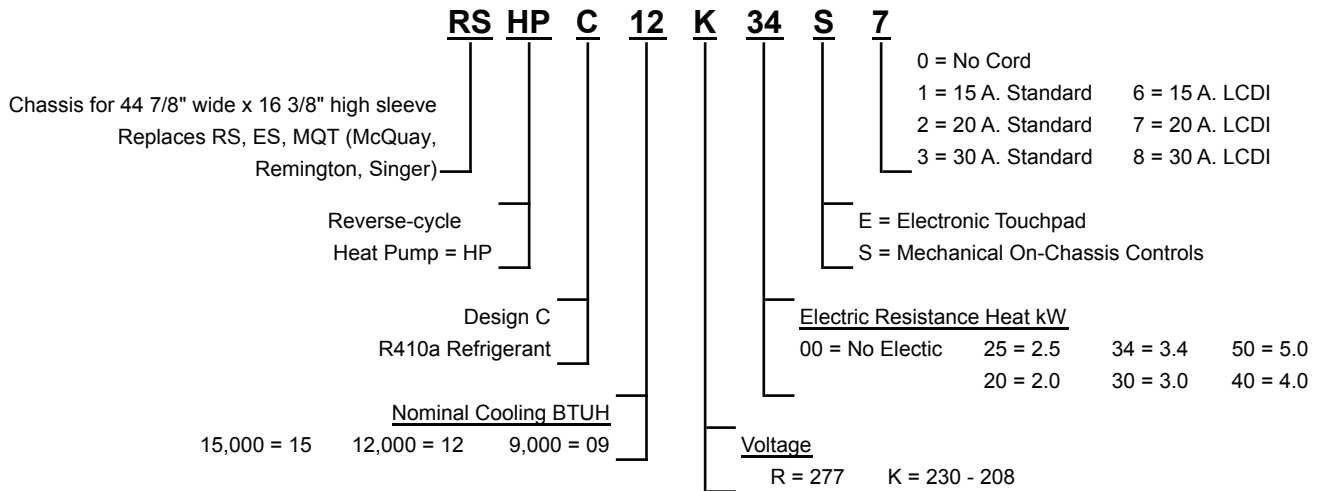 RS HP C 12 K 34 S 7
0 = No Cord
1 = 15 A. Standard 6 = 15 A. LCDI
2 = 20 A. Standard 7 = 20 A. LCDI
3 = 30 A. Standard 8 = 30 A. LCDI
Chassis for 44 7/8" wide x 16 3/8" high sleeve
Replaces RS, ES, MQT (McQuay,
Remington, Singer)
Reverse-cycle
Heat Pump = HP
E = Electronic Touchpad
S = Mechanical On-Chassis Controls
Design C
R410a Refrigerant
Electric Resistance Heat kW
00 = No Electic 25 = 2.5 34 = 3.4 50 = 5.0
20 = 2.0 30 = 3.0 40 = 4.0
Nominal Cooling BTUH
15,000 = 15 12,000 = 12 9,000 = 09
Voltage
R = 277 K = 230 - 208